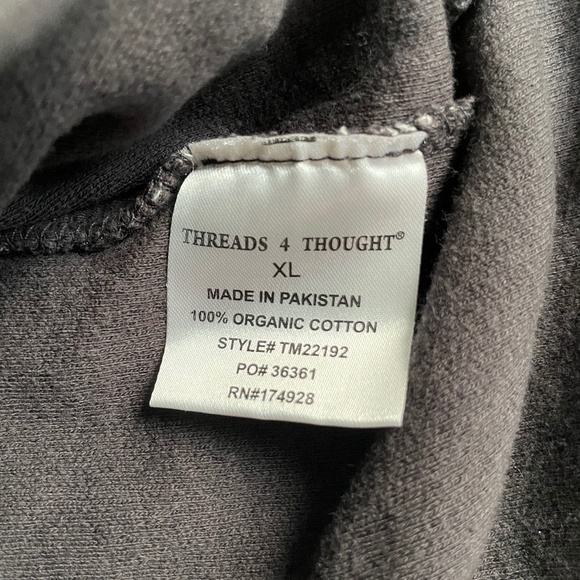 THREADS 4 THOUGHT®
XL
MADE IN PAKISTAN
100% ORGANIC COTTON
STYLE# TM22192
PO# 36361
RN#174928